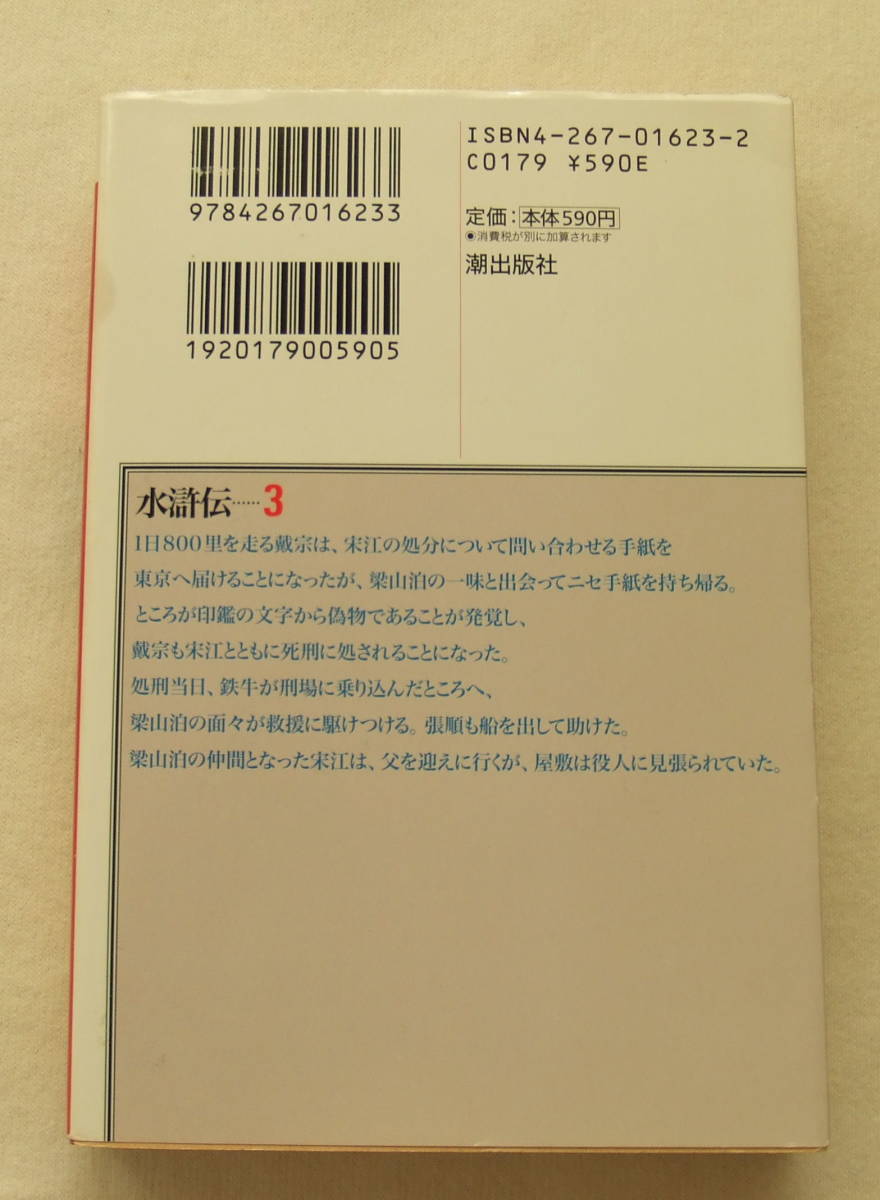 9784267016233
1920179005905
ISBN4-267-01623-2
C0179 ¥590E
定価：本体590円
◉消費税が別に加算されます
潮出版社
水滸伝……3
1日800里を走る戴宗は、宋江の処分について問い合わせる手紙を
東京へ届けることになったが、梁山泊の一味と出会ってニセ手紙を持ち帰る。
ところが印鑑の文字から偽物であることが発覚し、
戴宗も宋江とともに死刑に処されることになった。
処刑当日、鉄牛が刑場に乗り込んだところへ、
梁山泊の面々が救援に駆けつける。張順も船を出して助けた。
梁山泊の仲間となった宋江は、父を迎えに行くが、屋敷は役人に見張られていた。